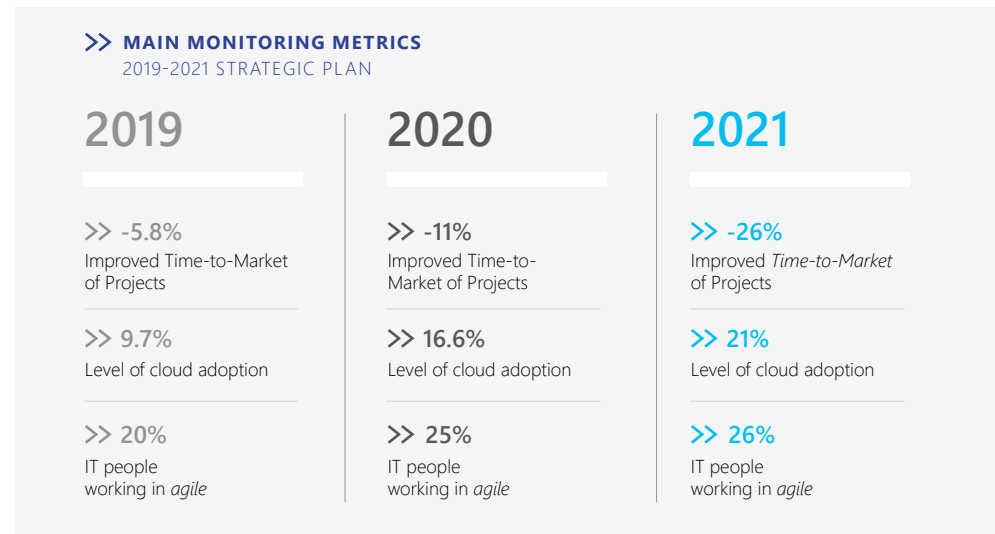 >> MAIN MONITORING METRICS
2019-2021 STRATEGIC PLAN
2019
>> -5.8%
Improved Time-to-Market
of Projects
>> 9.7%
Level of cloud adoption
>> 20%
IT people
working in agile
2020
>> -11%
Improved Time-to-
Market of Projects
>> 16.6%
Level of cloud adoption
>> 25%
IT people
working in agile
2021
>> -26%
Improved Time-to-Market
of Projects
>> 21%
Level of cloud adoption
>> 26%
IT people
working in agile